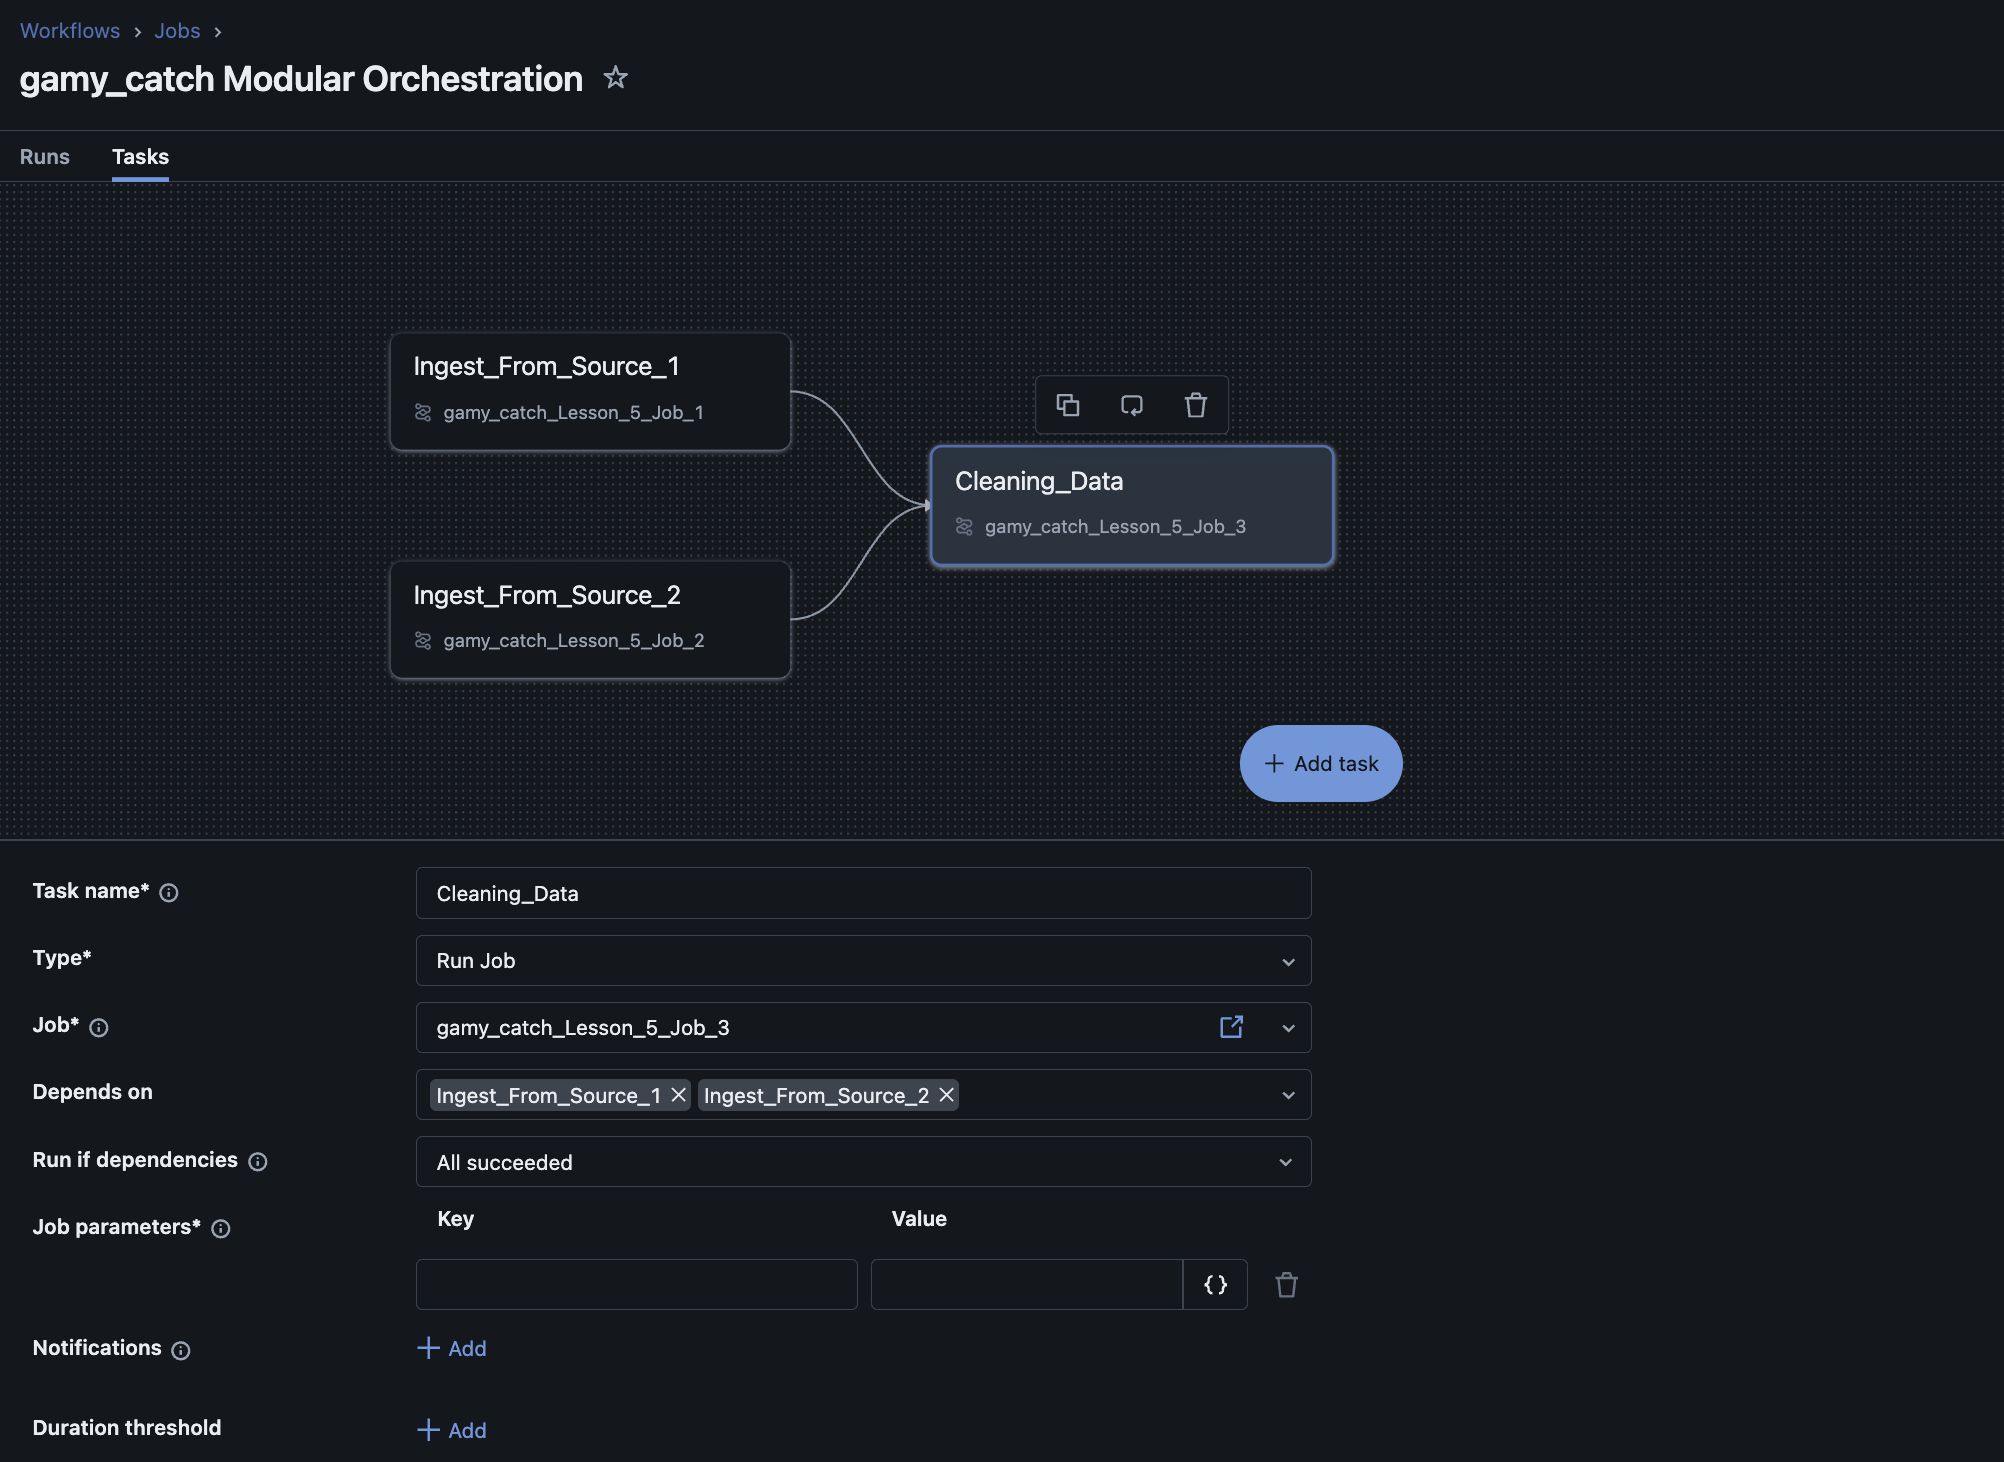 Workflows › Jobs ›
gamy_catch Modular Orchestration
Runs Tasks
Ingest_From_Source_1
gamy_catch_Lesson_5_Job_1
Cleaning_Data
gamy_catch_Lesson_5_Job_3
Ingest_From_Source_2
gamy_catch_Lesson_5_Job_2
+ Add task
Task name* Cleaning_Data
Type* Run Job
Job* gamy_catch_Lesson_5_Job_3
Depends on Ingest_From_Source_1 Ingest_From_Source_2
Run if dependencies All succeeded
Job parameters* Key Value
{}
Notifications + Add
Duration threshold + Add